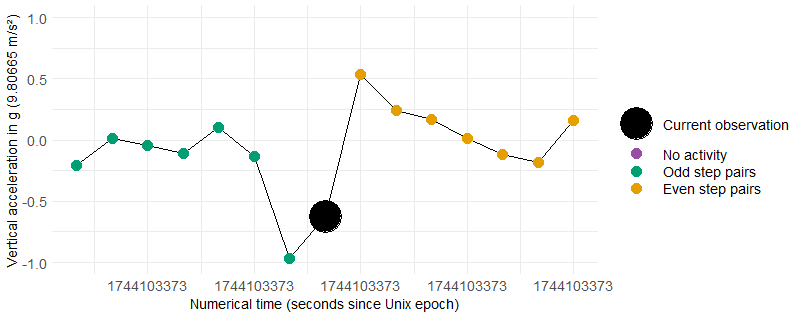 Vertical acceleration in g (9.80665 m/s²)
1.0
0.5
0.0
-0.5
-1.0
1744103373 1744103373 1744103373 1744103373 1744103373
Numerical time (seconds since Unix epoch)
Current observation
No activity
Odd step pairs
Even step pairs